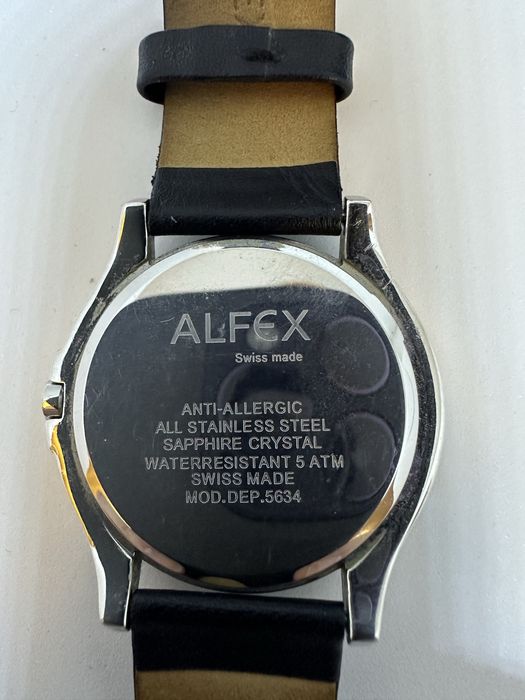 ALFEX
Swiss made
ANTI-ALLERGIC
ALL STAINLESS STEEL
SAPPHIRE CRYSTAL
WATERRESISTANT 5 ATM
SWISS MADE
MOD.DEP.5634